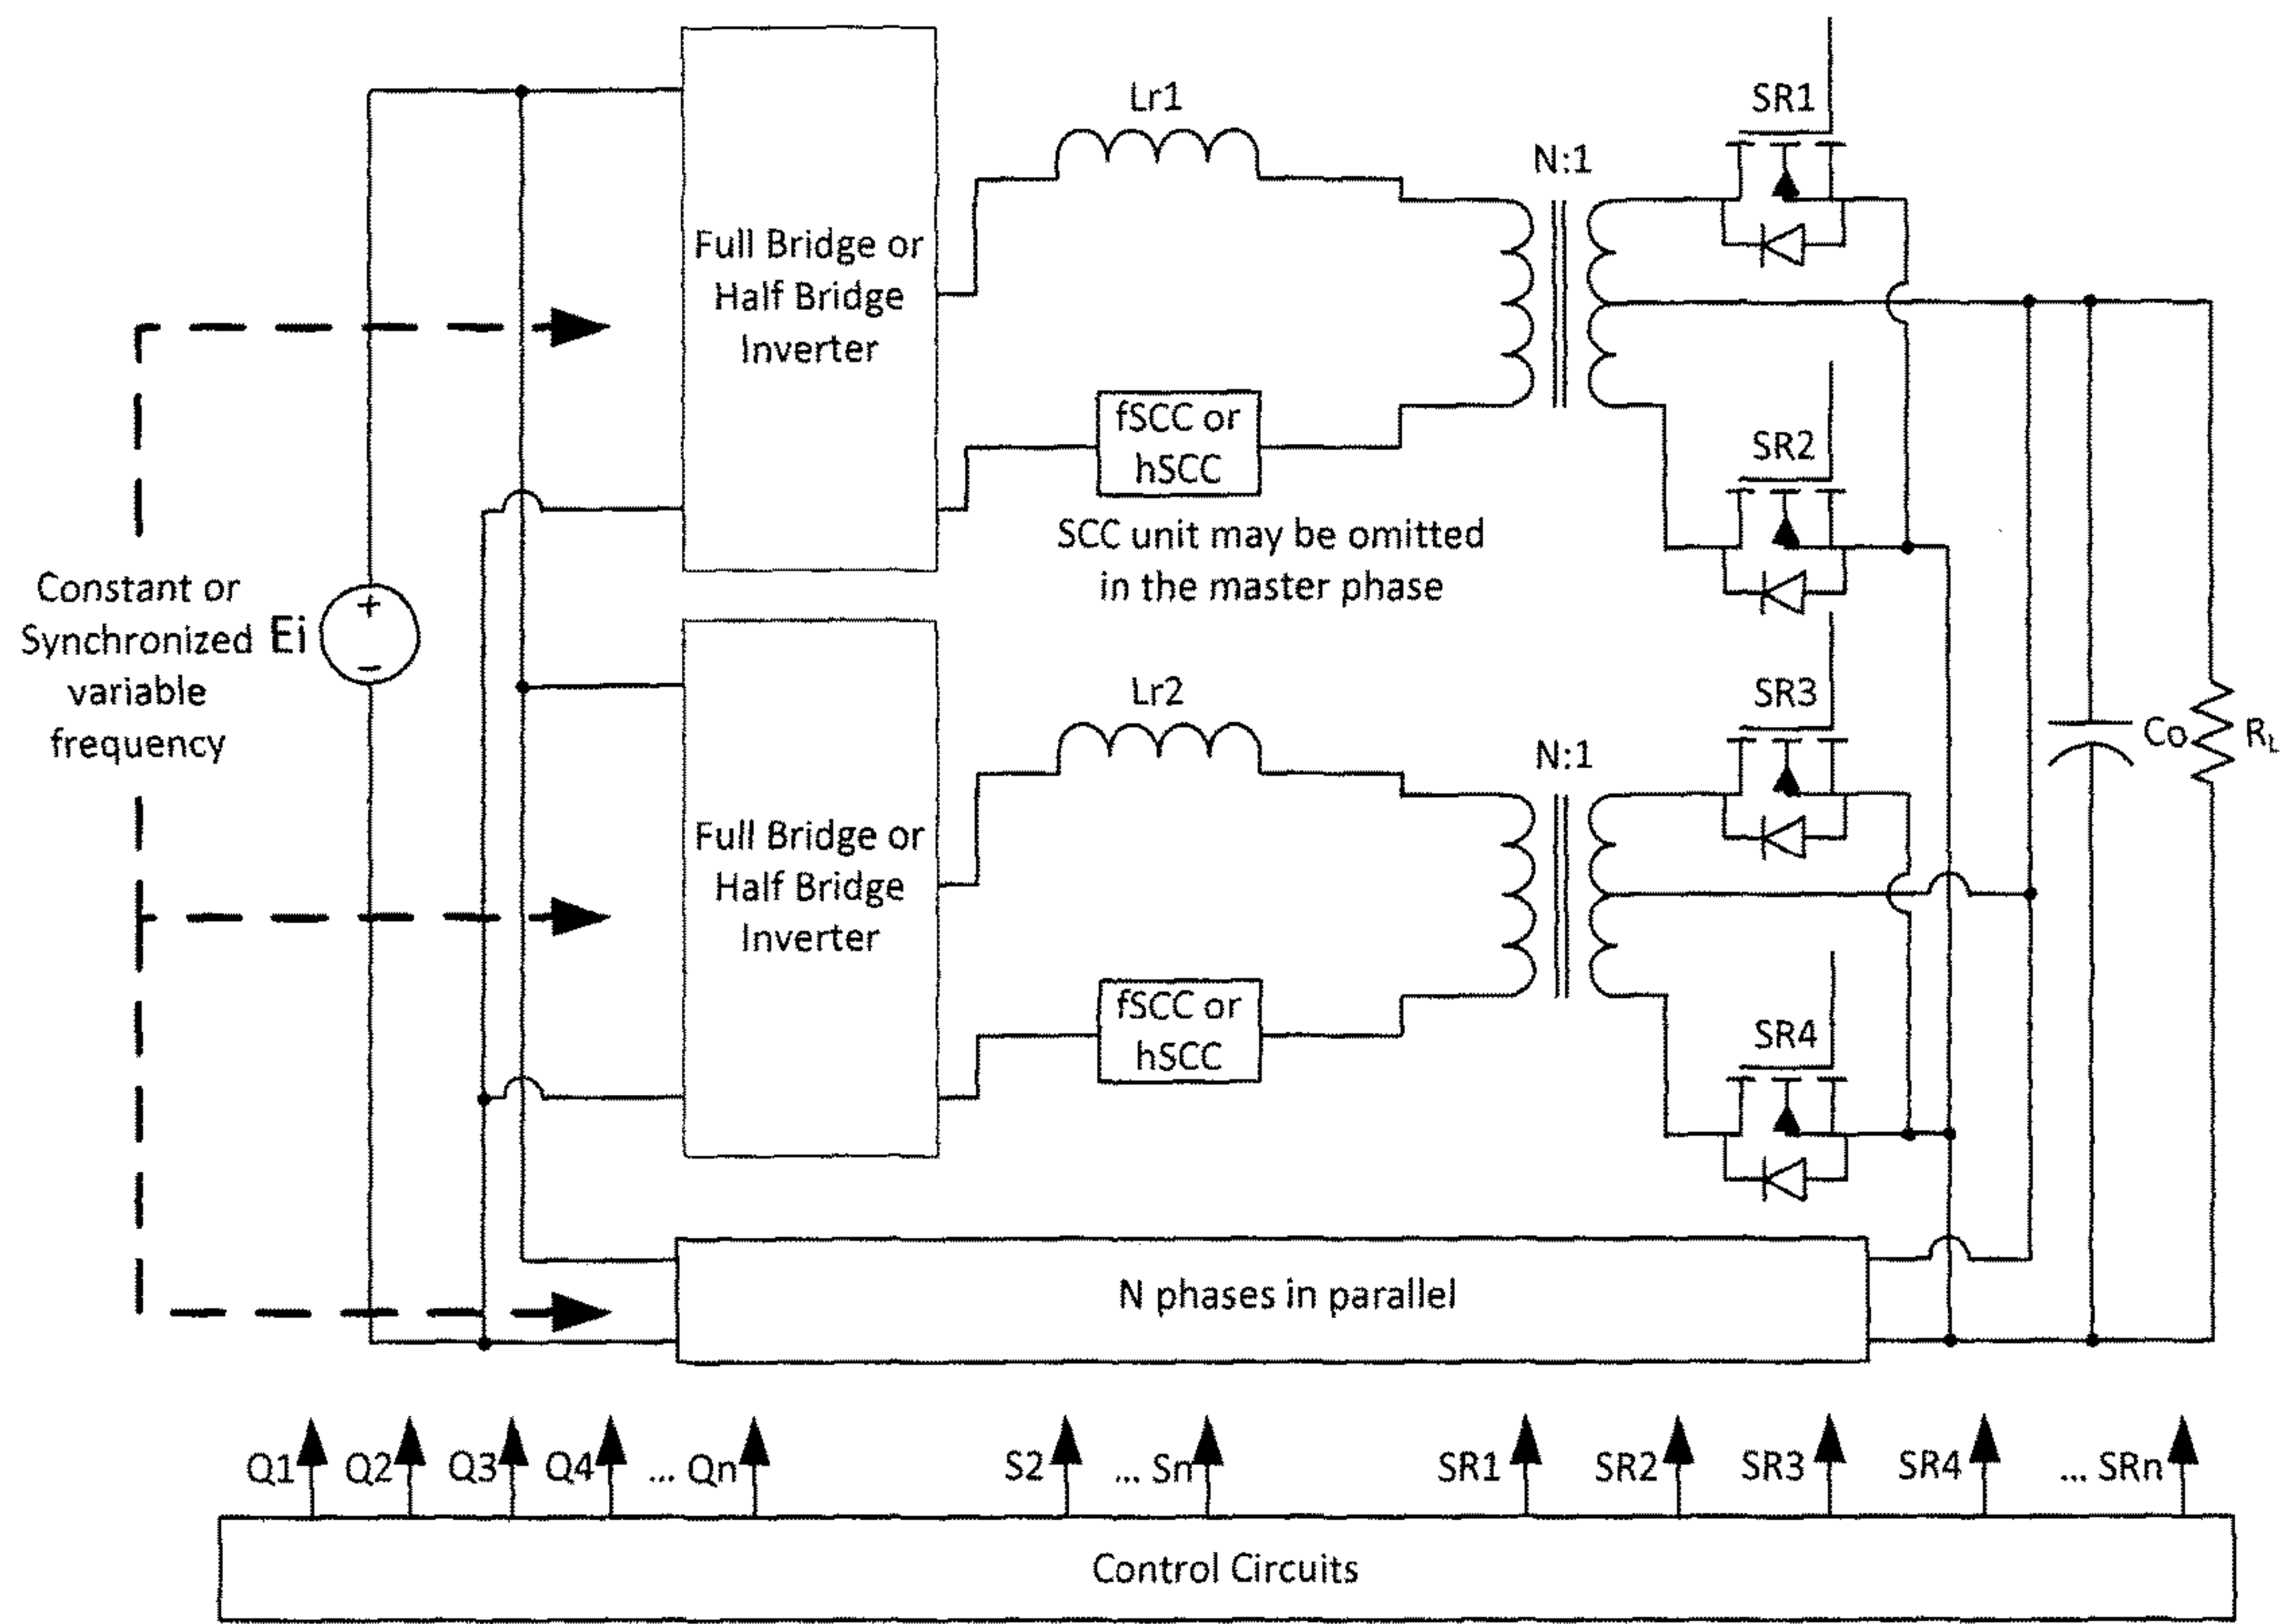 Lr1
SR1
N:1
Full Bridge or
Half Bridge
Inverter
fSCC or
hSCC
SR2
SCC unit may be omitted
in the master phase
Constant or
Synchronized
variable
frequency
Ei
+
−
Lr2
SR3
N:1
Co
RL
Full Bridge or
Half Bridge
Inverter
fSCC or
hSCC
SR4
N phases in parallel
Q1 Q2 Q3 Q4 ... Qn S2 ... Sn SR1 SR2 SR3 SR4 ... SRn
Control Circuits